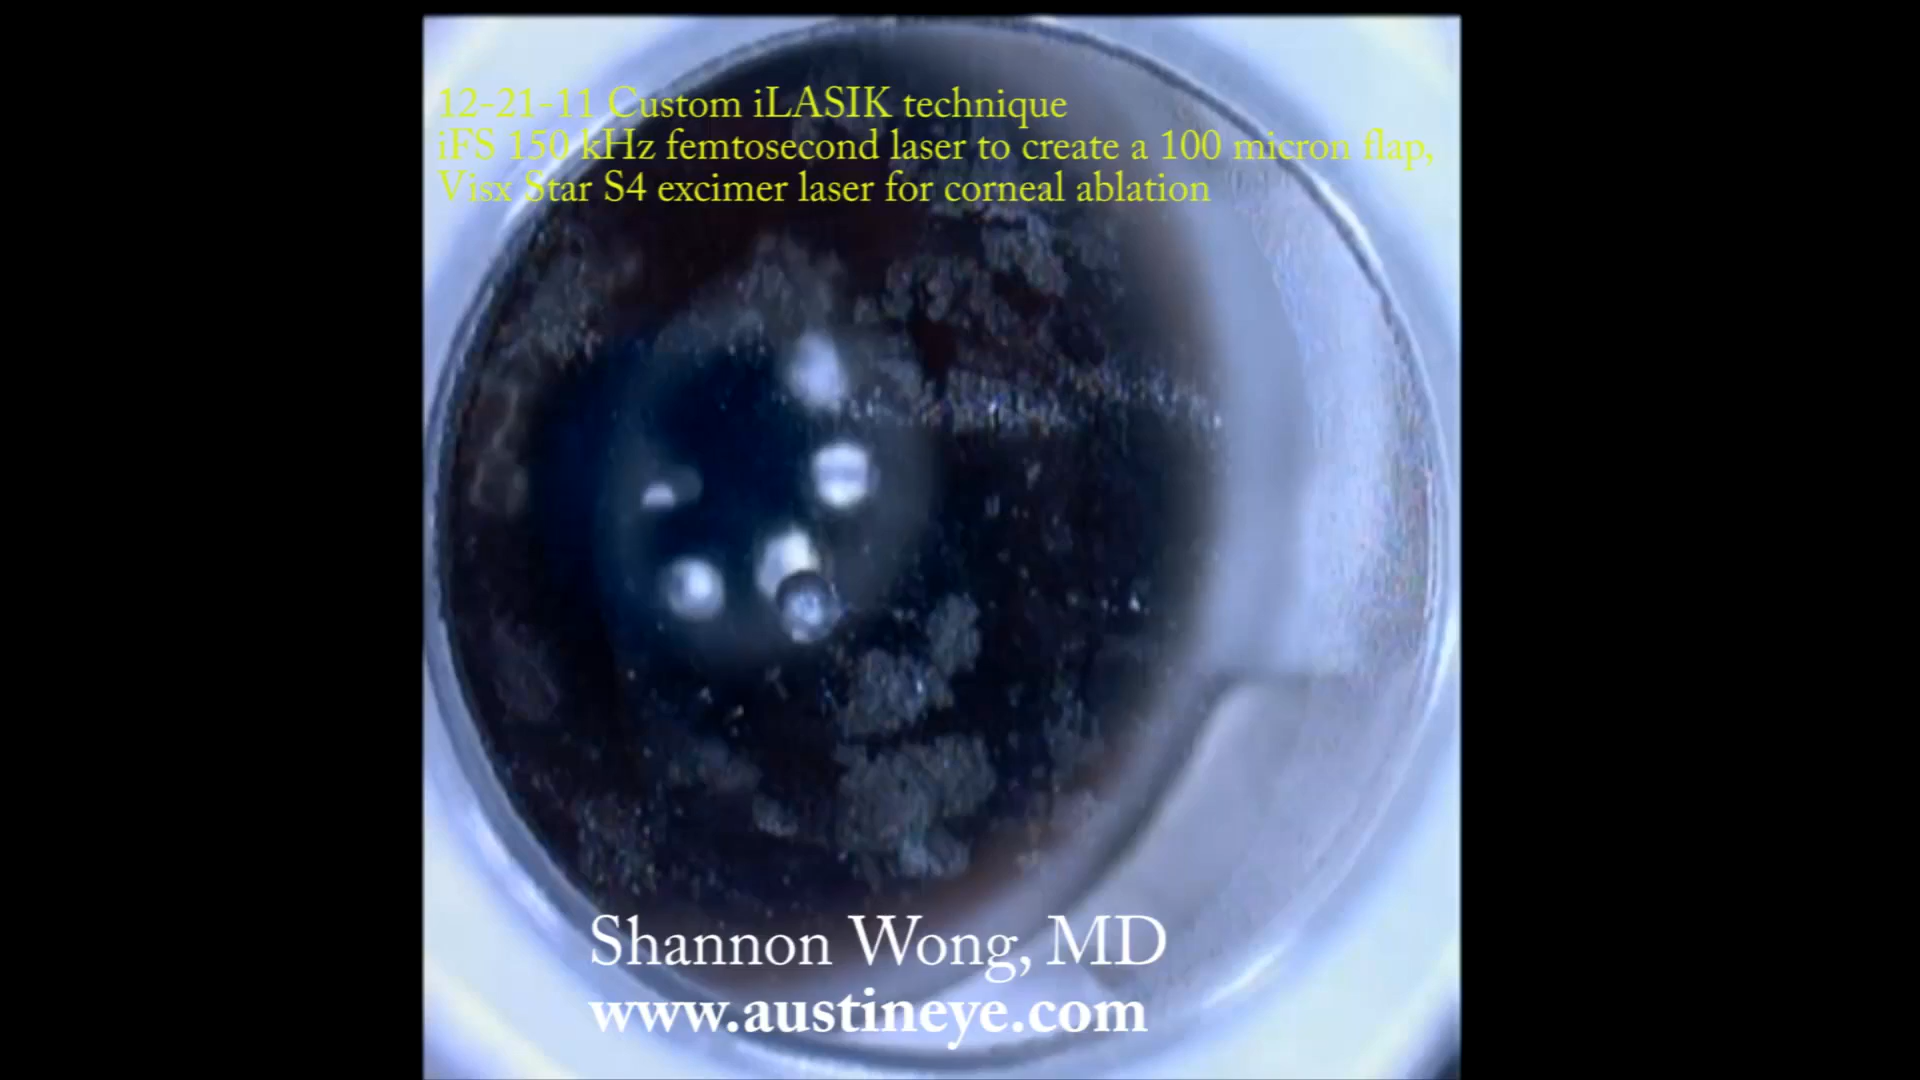 12-21-11 Custom iLASIK technique
iFS 150 kHz femtosecond laser to create a 100 micron flap,
Visx Star S4 excimer laser for corneal ablation
Shannon Wong, MD
www.austineye.com